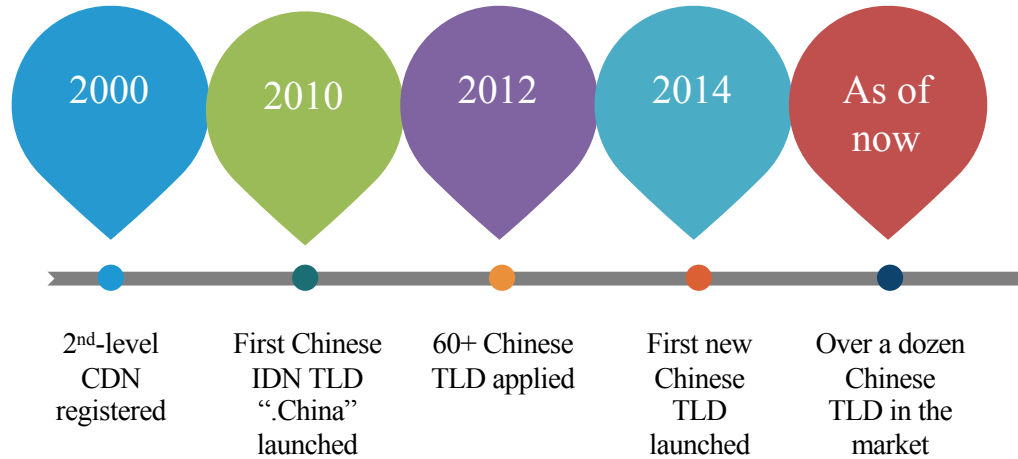 2000
2010
2012
2014
As of
now
2nd-level
CDN
registered
First Chinese
IDN TLD
“.China”
launched
60+ Chinese
TLD applied
First new
Chinese
TLD
launched
Over a dozen
Chinese
TLD in the
market